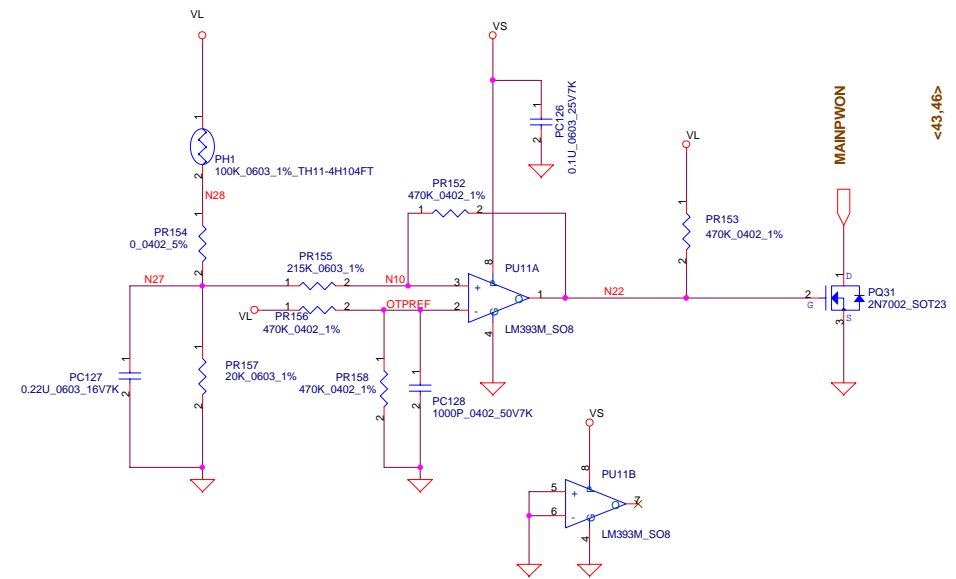 VL
VS
1
PH1
100K_0603_1%_TH11-4H104FT
2
N28
1
PR154
0_0402_5%
2
N27
1
PC126
0.1U_0603_25V7K
2
PR152
470K_0402_1%
1
2
VL
1
PR153
470K_0402_1%
2
MAINPWON
<43,46>
PR155
215K_0603_1%
1
2
N10
VL
1
2
PR156
470K_0402_1%
OTPREF
8
PU11A
3
+
2
-
P
G
O
1
4
LM393M_SO8
N22
1
D
2
G
PQ31
2N7002_SOT23
3
S
1
PC127
0.22U_0603_16V7K
2
1
PR157
20K_0603_1%
2
1
PR158
470K_0402_1%
2
1
PC128
1000P_0402_50V7K
2
VS
8
PU11B
5
+
6
-
P
G
O
7
4
LM393M_SO8